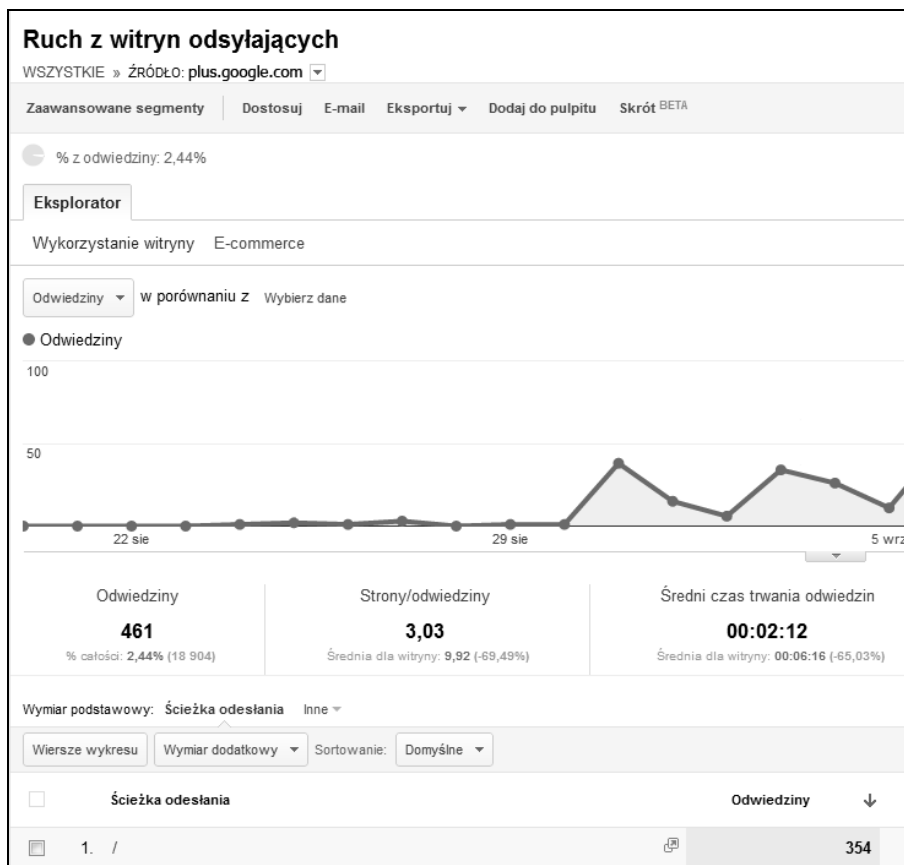 Ruch z witryn odsyłających
WSZYSTKIE » ŹRÓDŁO: plus.google.com
Zaawansowane segmenty Dostosuj E-mail Eksportuj Dodaj do pulpitu Skrót BETA
% z odwiedziny: 2,44%
Eksplorator
Wykorzystanie witryny E-commerce
Odwiedziny w porównaniu z Wybierz dane
Odwiedziny
100
50
22 sie 29 sie 5 wrz
Odwiedziny Strony/odwiedziny Średni czas trwania odwiedzin
461 3,03 00:02:12
% całości: 2,44% (18 904) Średnia dla witryny: 9,92 (-69,49%) Średnia dla witryny: 00:06:16 (-65,03%)
Wymiar podstawowy: Ścieżka odesłania Inne
Wiersze wykresu Wymiar dodatkowy Sortowanie: Domyślne
Ścieżka odesłania Odwiedziny
1. / 354